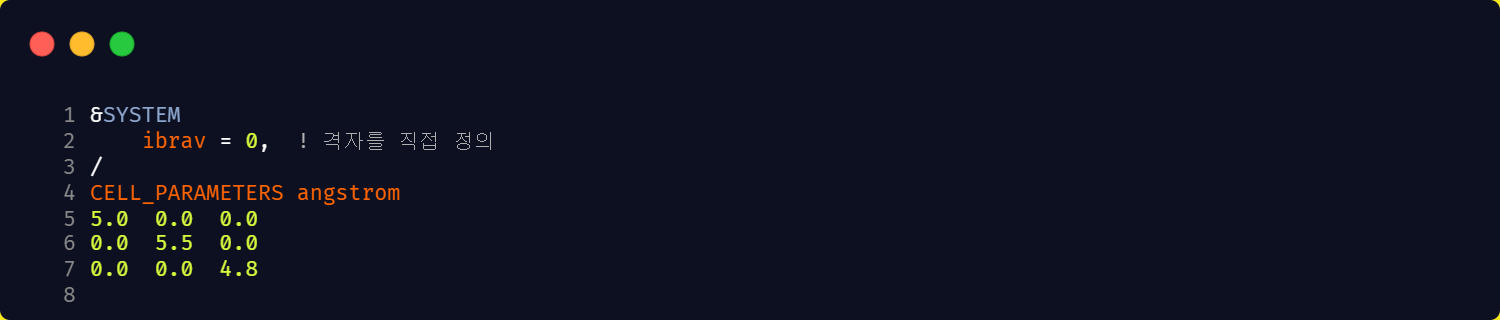 1 &SYSTEM
2     ibrav = 0,  ! 격자를 직접 정의
3 /
4 CELL_PARAMETERS angstrom
5 5.0  0.0  0.0
6 0.0  5.5  0.0
7 0.0  0.0  4.8
8